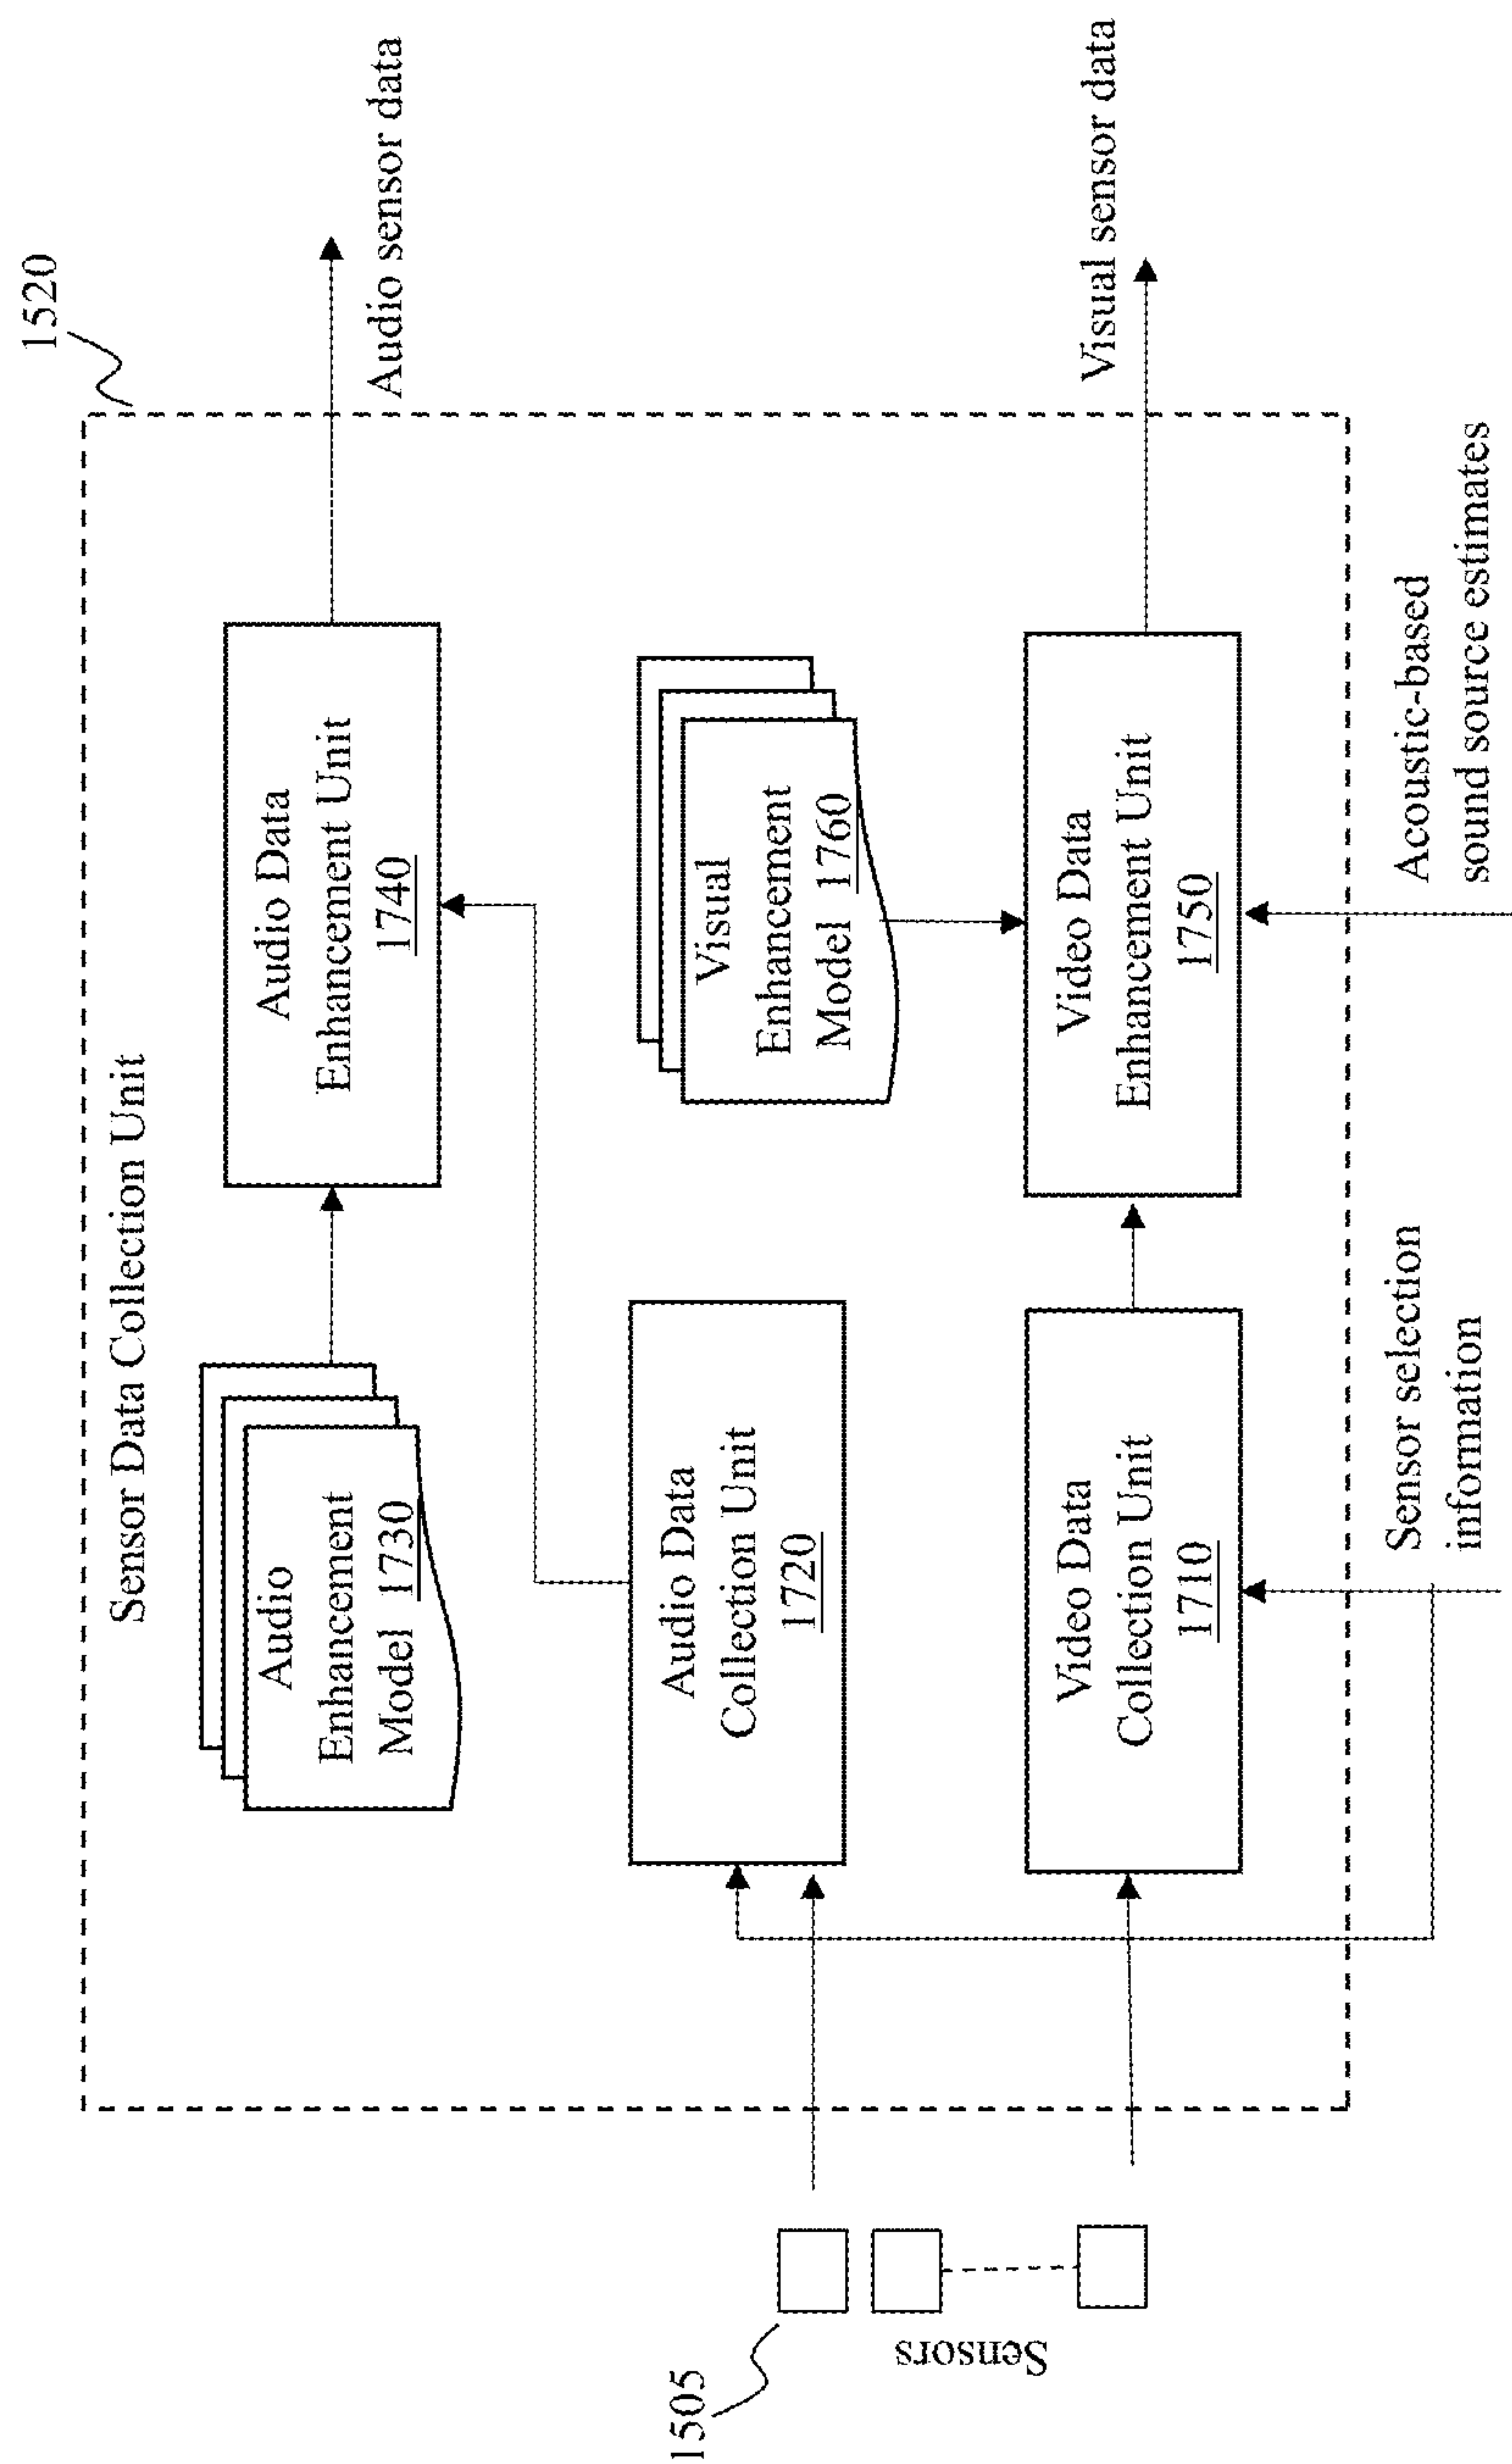 1520
Sensor Data Collection Unit
Audio
Enhancement
Model 1730
Audio Data
Enhancement Unit
1740
Audio sensor data
1505
Sensors
Audio Data
Collection Unit
1720
Visual
Enhancement
Model 1760
Video Data
Collection Unit
1710
Video Data
Enhancement Unit
1750
Visual sensor data
Sensor selection
information
Acoustic-based
sound source estimates